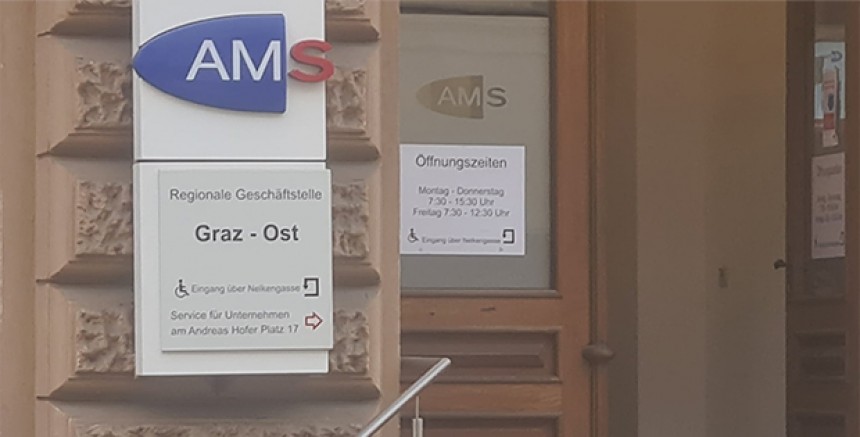 AMS
Regionale Geschäftstelle
Graz - Ost
Eingang über Nelkengasse
Service für Unternehmen
am Andreas Hofer Platz 17
AMS
Öffnungszeiten
Montag - Donnerstag
7:30 - 15:30 Uhr
Freitag 7:30 - 12:30 Uhr
Eingang über Nelkengasse